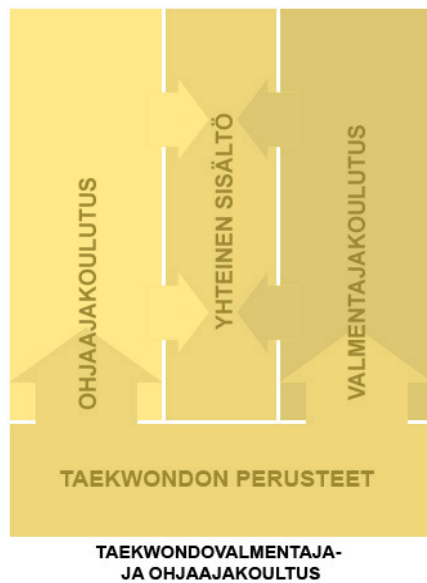 OHJAAJAKOULUTUS
YHTEINEN SISÄLTÖ
VALMENTAJAKOULUTUS
TAEKWONDON PERUSTEET
TAEKWONDOVALMENTAJA-
JA OHJAAJAKOULTUS